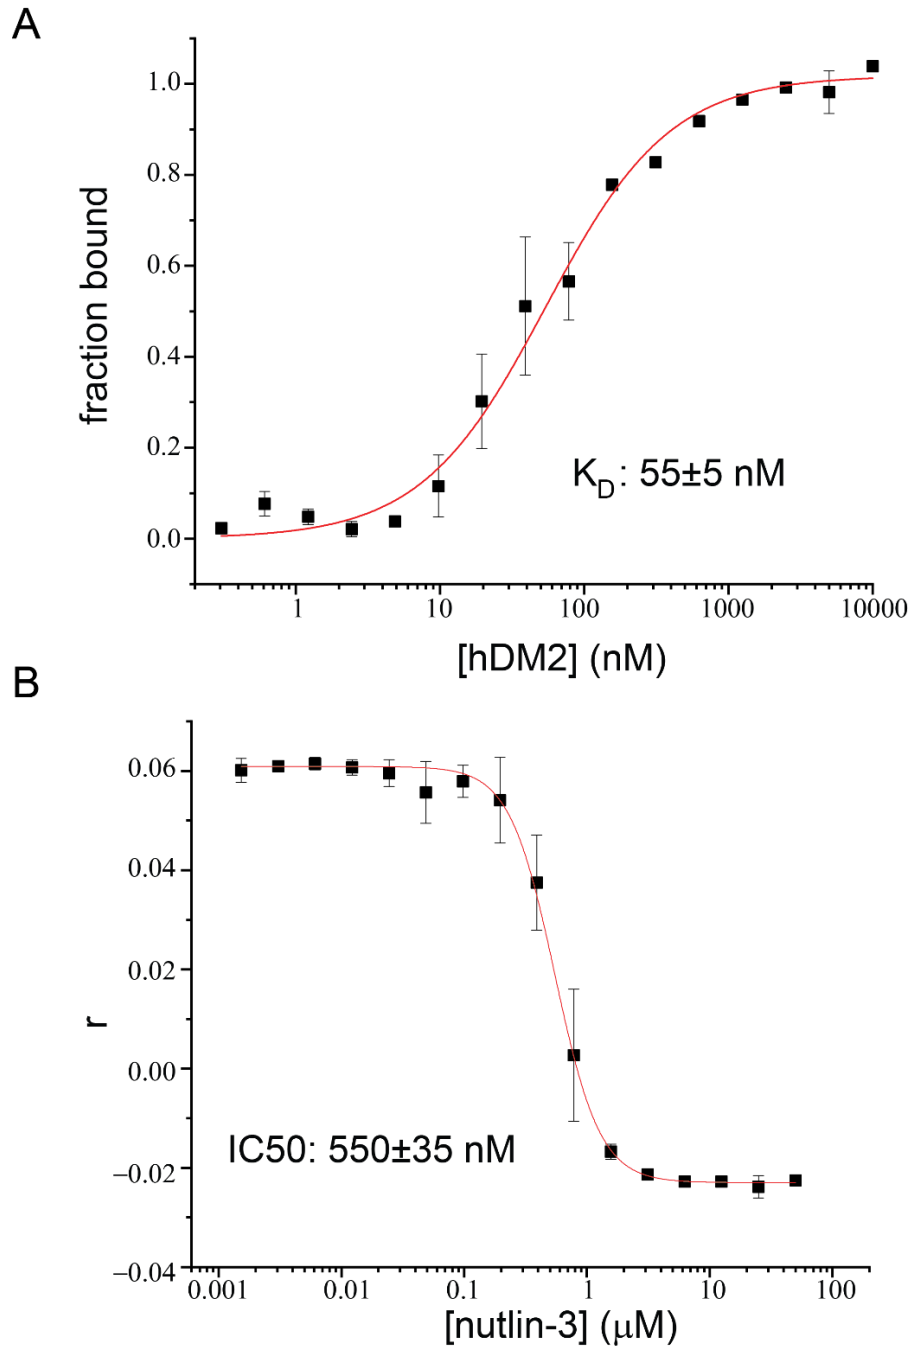 A
fraction bound
1.0
0.8
0.6
0.4
0.2
0.0
K_D: 55±5 nM
1 10 100 1000 10000
[hDM2] (nM)
B
r
0.06
0.04
0.02
0.00
−0.02
−0.04
IC50: 550±35 nM
0.001 0.01 0.1 1 10 100
[nutlin-3] (μM)